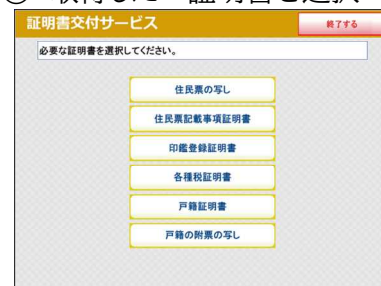 証明書交付サービス
終了する
必要な証明書を選択してください。
住民票の写し
住民票記載事項証明書
印鑑登録証明書
各種税証明書
戸籍証明書
戸籍の附票の写し